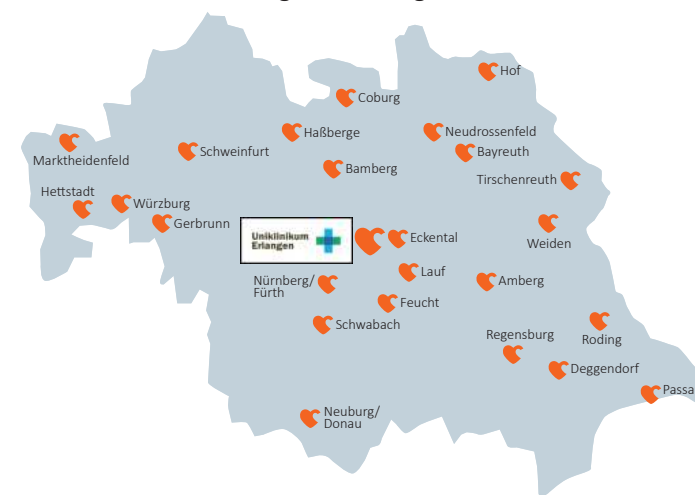 Hof
Coburg
Haßberge
Neudrossenfeld
Marktheidenfeld
Schweinfurt
Bayreuth
Bamberg
Tirschenreuth
Hettstadt
Würzburg
Gerbrunn
Uniklinikum
Erlangen
Eckental
Weiden
Lauf
Nürnberg/
Fürth
Amberg
Feucht
Schwabach
Regensburg
Roding
Deggendorf
Passa
Neuburg/
Donau